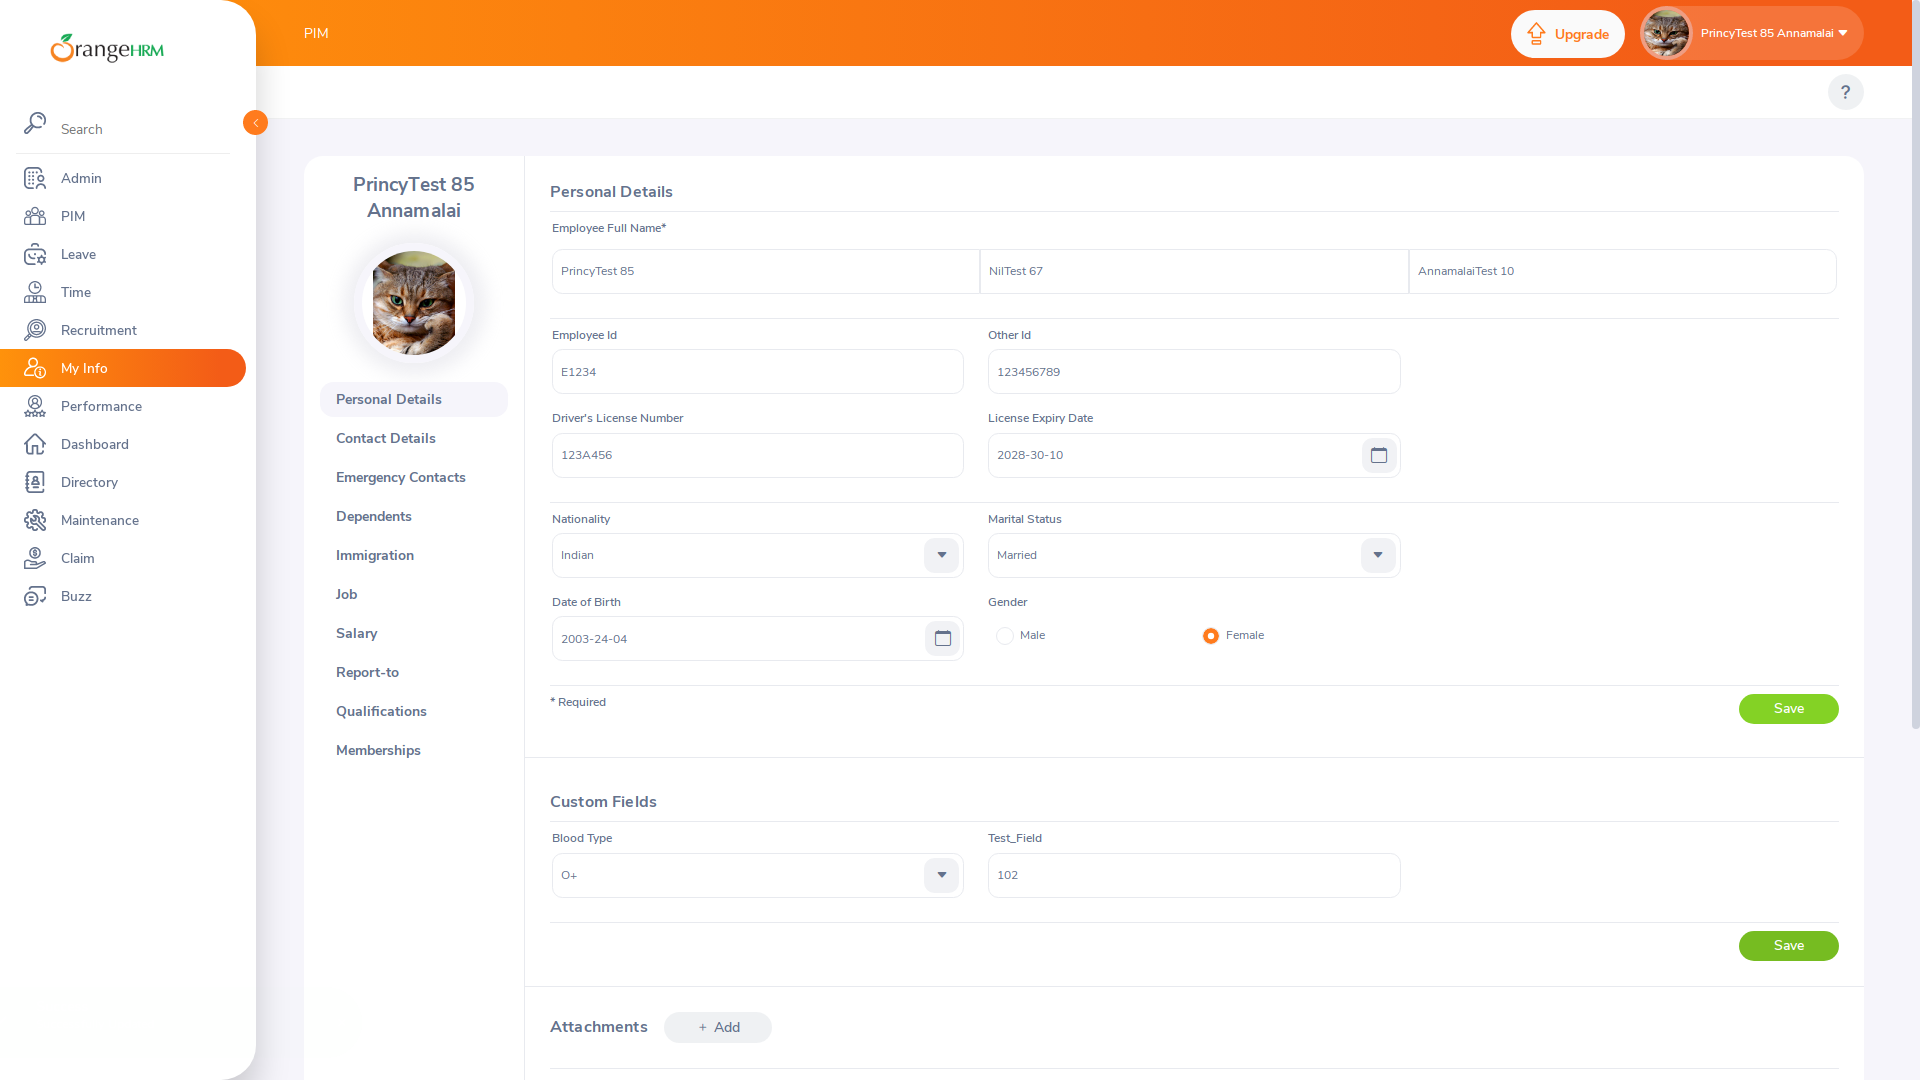 OrangeHRM
Search
Admin
PIM
Leave
Time
Recruitment
My Info
Performance
Dashboard
Directory
Maintenance
Claim
Buzz
PIM
Upgrade
PrincyTest 85 Annamalai
?
PrincyTest 85
Annamalai
Personal Details
Contact Details
Emergency Contacts
Dependents
Immigration
Job
Salary
Report-to
Qualifications
Memberships
Personal Details
Employee Full Name*
PrincyTest 85 NilTest 67 AnnamalaiTest 10
Employee Id Other Id
E1234 123456789
Driver's License Number License Expiry Date
123A456 2028-30-10
Nationality Marital Status
Indian Married
Date of Birth Gender
2003-24-04 Male Female
* Required Save
Custom Fields
Blood Type Test_Field
O+ 102
Save
Attachments + Add